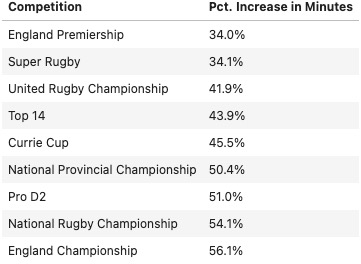 Competition Pct. Increase in Minutes
England Premiership 34.0%
Super Rugby 34.1%
United Rugby Championship 41.9%
Top 14 43.9%
Currie Cup 45.5%
National Provincial Championship 50.4%
Pro D2 51.0%
National Rugby Championship 54.1%
England Championship 56.1%